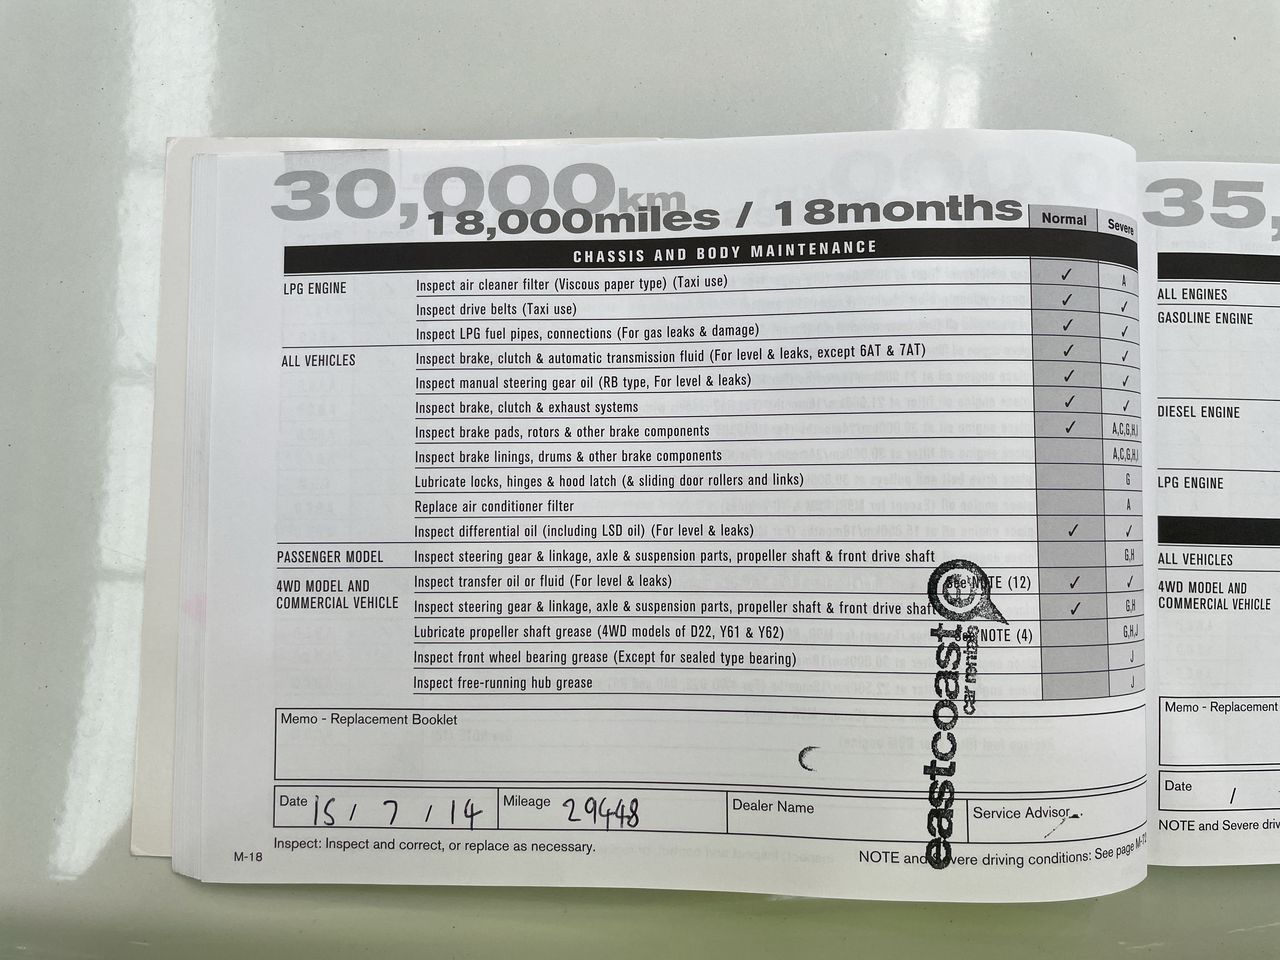 30,000km
18,000miles / 18months
Normal Severe
CHASSIS AND BODY MAINTENANCE
LPG ENGINE Inspect air cleaner filter (Viscous paper type) (Taxi use) ✓ A
Inspect drive belts (Taxi use) ✓ ✓
Inspect LPG fuel pipes, connections (For gas leaks & damage) ✓ ✓
ALL VEHICLES Inspect brake, clutch & automatic transmission fluid (For level & leaks, except 6AT & 7AT) ✓ ✓
Inspect manual steering gear oil (RB type, For level & leaks) ✓ ✓
Inspect brake, clutch & exhaust systems ✓ ✓
Inspect brake pads, rotors & other brake components ✓ A,C,G,H,I
Inspect brake linings, drums & other brake components A,C,G,H,I
Lubricate locks, hinges & hood latch (& sliding door rollers and links) G
Replace air conditioner filter A
Inspect differential oil (including LSD oil) (For level & leaks) ✓ ✓
PASSENGER MODEL Inspect steering gear & linkage, axle & suspension parts, propeller shaft & front drive shaft G,H
4WD MODEL AND COMMERCIAL VEHICLE Inspect transfer oil or fluid (For level & leaks) See NOTE (12) ✓ ✓
Inspect steering gear & linkage, axle & suspension parts, propeller shaft & front drive shaft ✓ G,H
Lubricate propeller shaft grease (4WD models of D22, Y61 & Y62) See NOTE (4) G,H,J
Inspect front wheel bearing grease (Except for sealed type bearing) J
Inspect free-running hub grease J
Memo - Replacement Booklet
Date 15 / 7 / 14 Mileage 29448 Dealer Name Service Advisor
Inspect: Inspect and correct, or replace as necessary.
M-18
NOTE and Severe driving conditions: See page
eastcoast
car rentals
35,
ALL ENGINES
GASOLINE ENGINE
DIESEL ENGINE
LPG ENGINE
ALL VEHICLES
4WD MODEL AND
COMMERCIAL VEHICLE
Memo - Replacement
Date /
NOTE and Severe